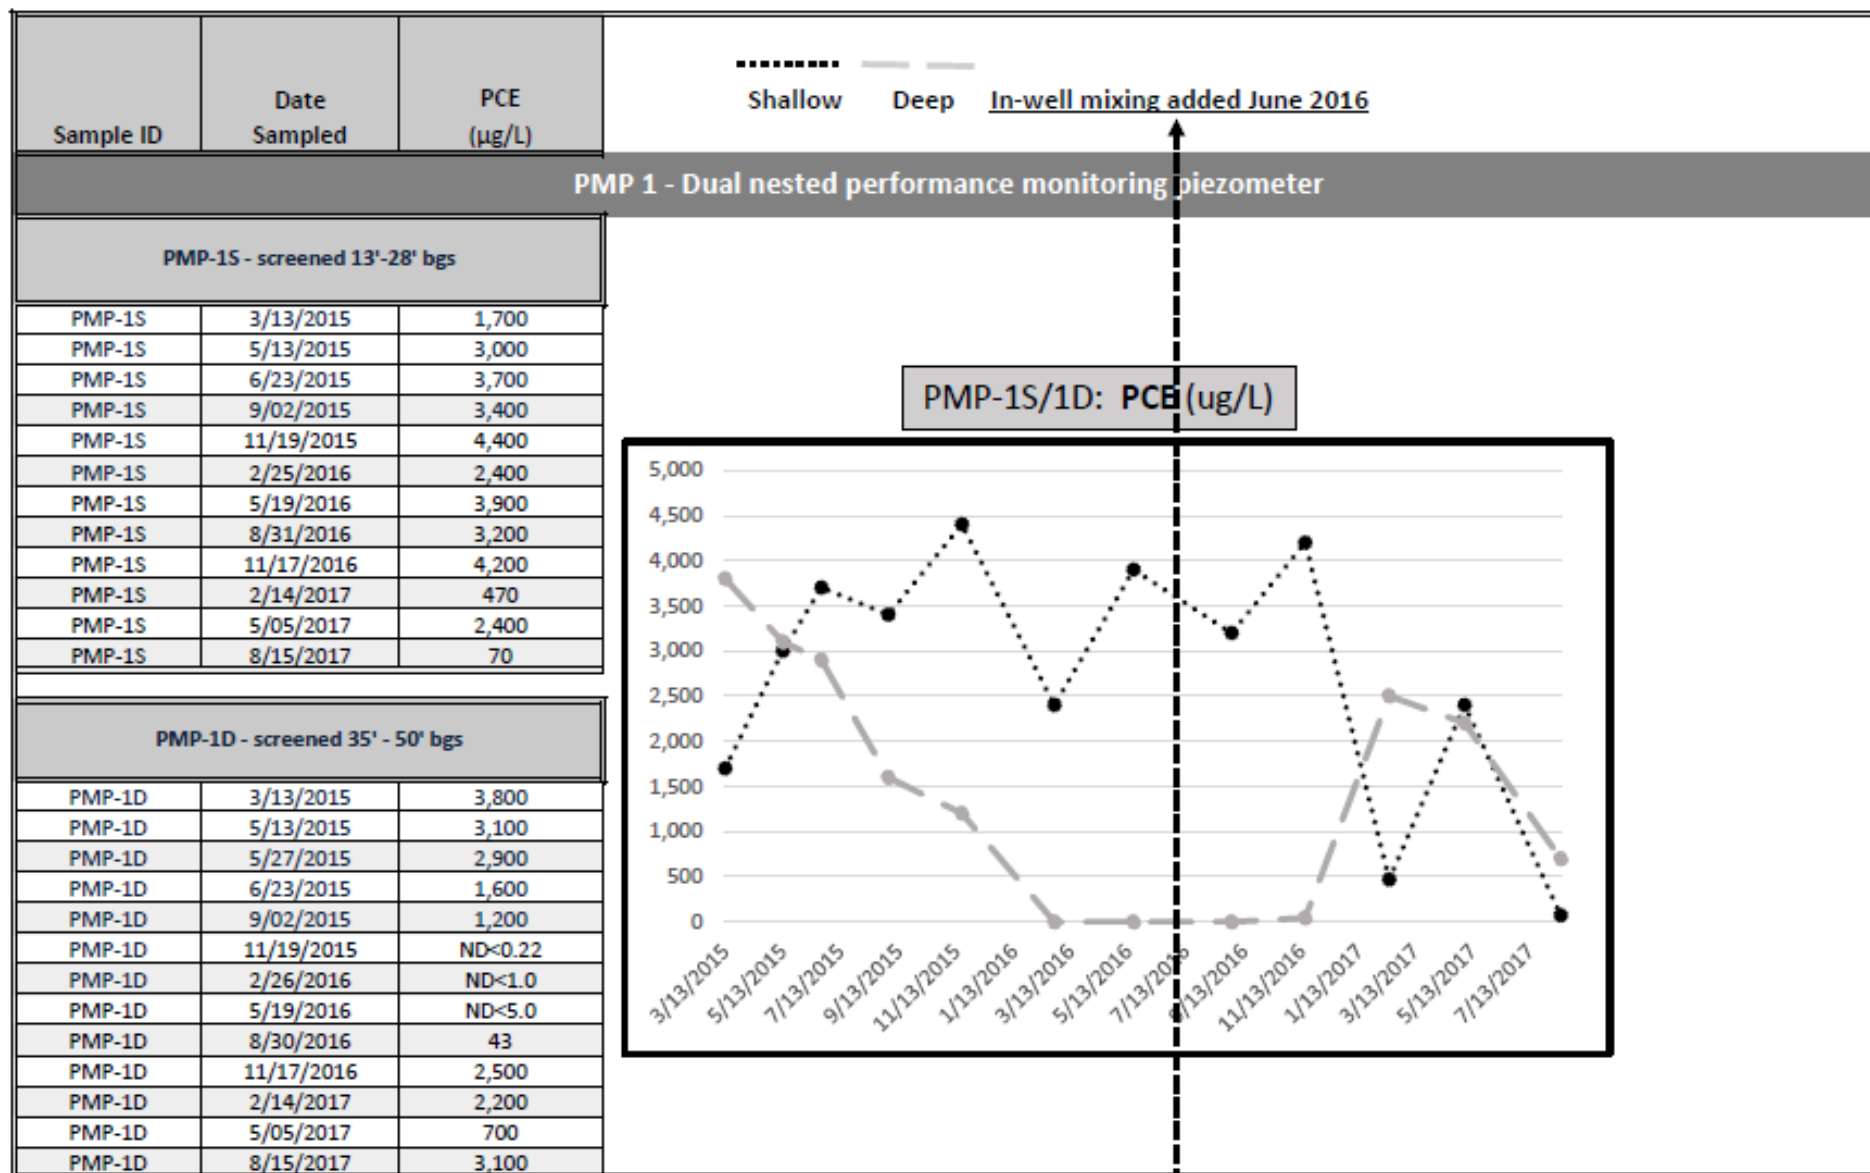 Sample ID Date Sampled PCE (µg/L)
Shallow Deep In-well mixing added June 2016
PMP 1 - Dual nested performance monitoring piezometer
PMP-1S - screened 13'-28' bgs
PMP-1S 3/13/2015 1,700
PMP-1S 5/13/2015 3,000
PMP-1S 6/23/2015 3,700
PMP-1S 9/02/2015 3,400
PMP-1S 11/19/2015 4,400
PMP-1S 2/25/2016 2,400
PMP-1S 5/19/2016 3,900
PMP-1S 8/31/2016 3,200
PMP-1S 11/17/2016 4,200
PMP-1S 2/14/2017 470
PMP-1S 5/05/2017 2,400
PMP-1S 8/15/2017 70
PMP-1D - screened 35' - 50' bgs
PMP-1D 3/13/2015 3,800
PMP-1D 5/13/2015 3,100
PMP-1D 5/27/2015 2,900
PMP-1D 6/23/2015 1,600
PMP-1D 9/02/2015 1,200
PMP-1D 11/19/2015 ND<0.22
PMP-1D 2/26/2016 ND<1.0
PMP-1D 5/19/2016 ND<5.0
PMP-1D 8/30/2016 43
PMP-1D 11/17/2016 2,500
PMP-1D 2/14/2017 2,200
PMP-1D 5/05/2017 700
PMP-1D 8/15/2017 3,100
PMP-1S/1D: PCE (ug/L)
5,000
4,500
4,000
3,500
3,000
2,500
2,000
1,500
1,000
500
0
3/13/2015
5/13/2015
7/13/2015
9/13/2015
11/13/2015
1/13/2016
3/13/2016
5/13/2016
7/13/2016
/13/2016
11/13/2016
1/13/2017
3/13/2017
5/13/2017
7/13/2017